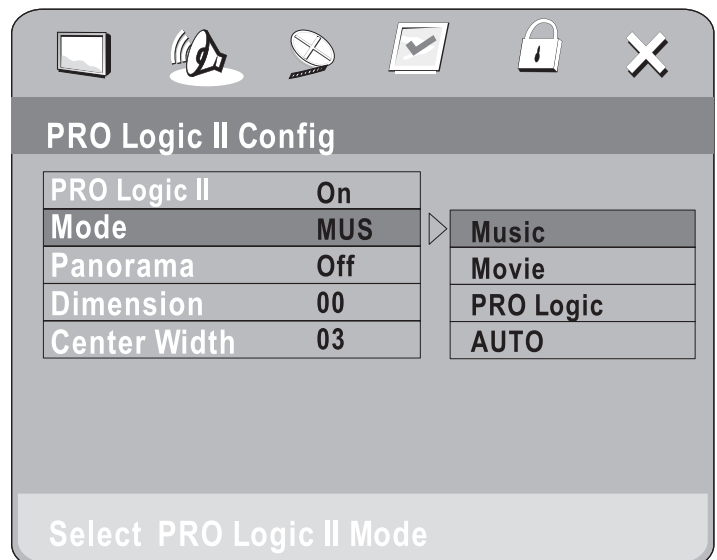 PRO Logic II Config
PRO Logic II On
Mode MUS
Panorama Off
Dimension 00
Center Width 03
Music
Movie
PRO Logic
AUTO
Select PRO Logic II Mode